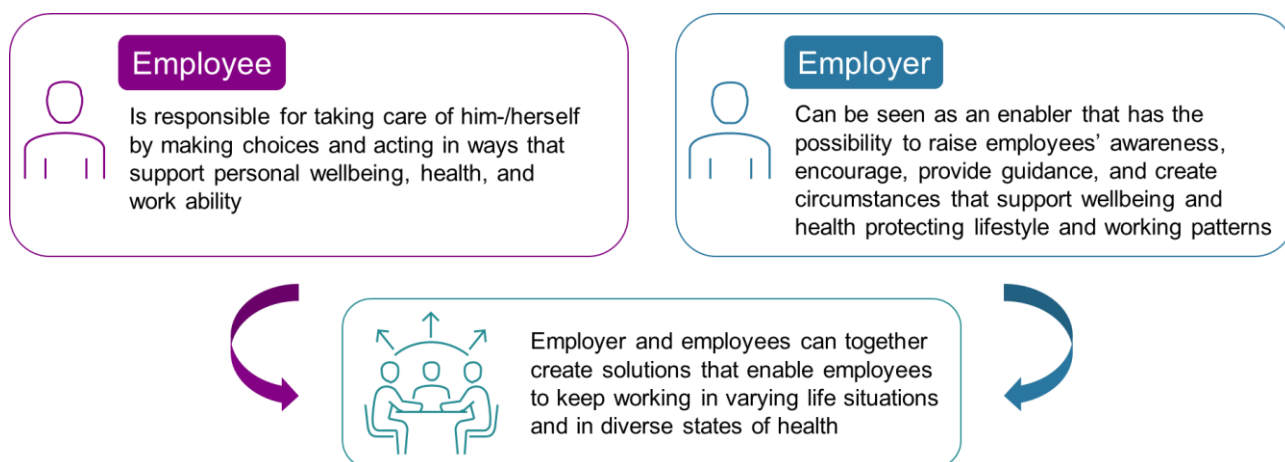 Employee
Is responsible for taking care of him-/herself
by making choices and acting in ways that
support personal wellbeing, health, and
work ability
Employer
Can be seen as an enabler that has the
possibility to raise employees’ awareness,
encourage, provide guidance, and create
circumstances that support wellbeing and
health protecting lifestyle and working patterns
Employer and employees can together
create solutions that enable employees
to keep working in varying life situations
and in diverse states of health